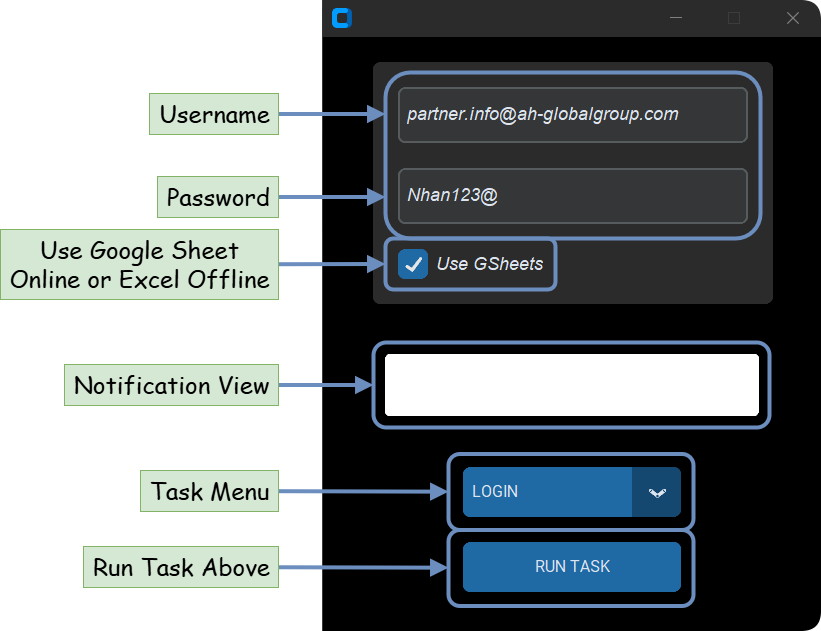 Username
partner.info@ah-globalgroup.com
Password
Nhan123@
Use Google Sheet
Online or Excel Offline
Use GSheets
Notification View
Task Menu
LOGIN
Run Task Above
RUN TASK